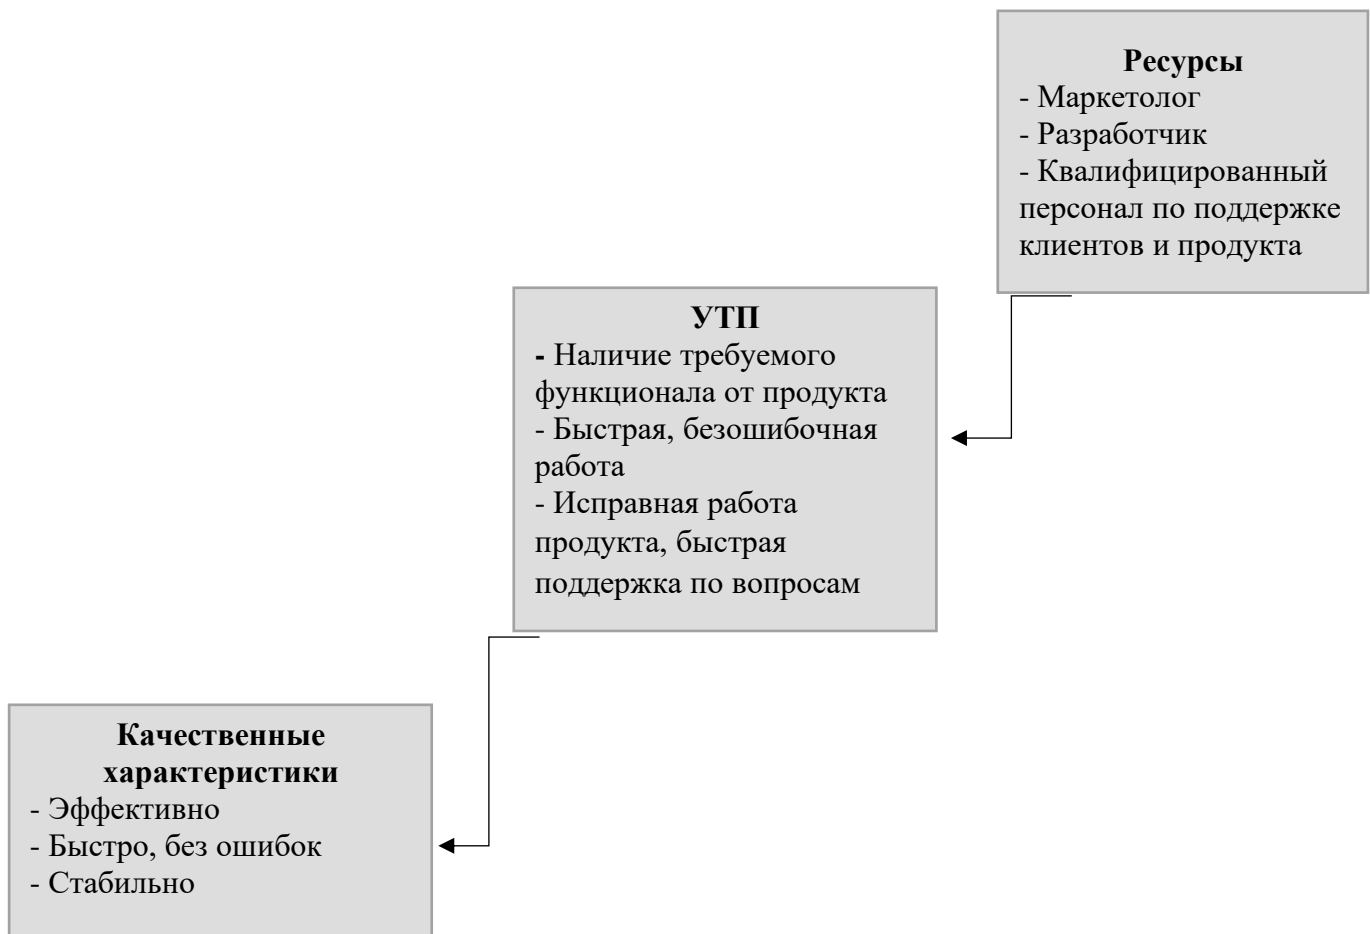 Ресурсы
- Маркетолог
- Разработчик
- Квалифицированный
персонал по поддержке
клиентов и продукта
УТП
- Наличие требуемого
функционала от продукта
- Быстрая, безошибочная
работа
- Исправная работа
продукта, быстрая
поддержка по вопросам
Качественные
характеристики
- Эффективно
- Быстро, без ошибок
- Стабильно